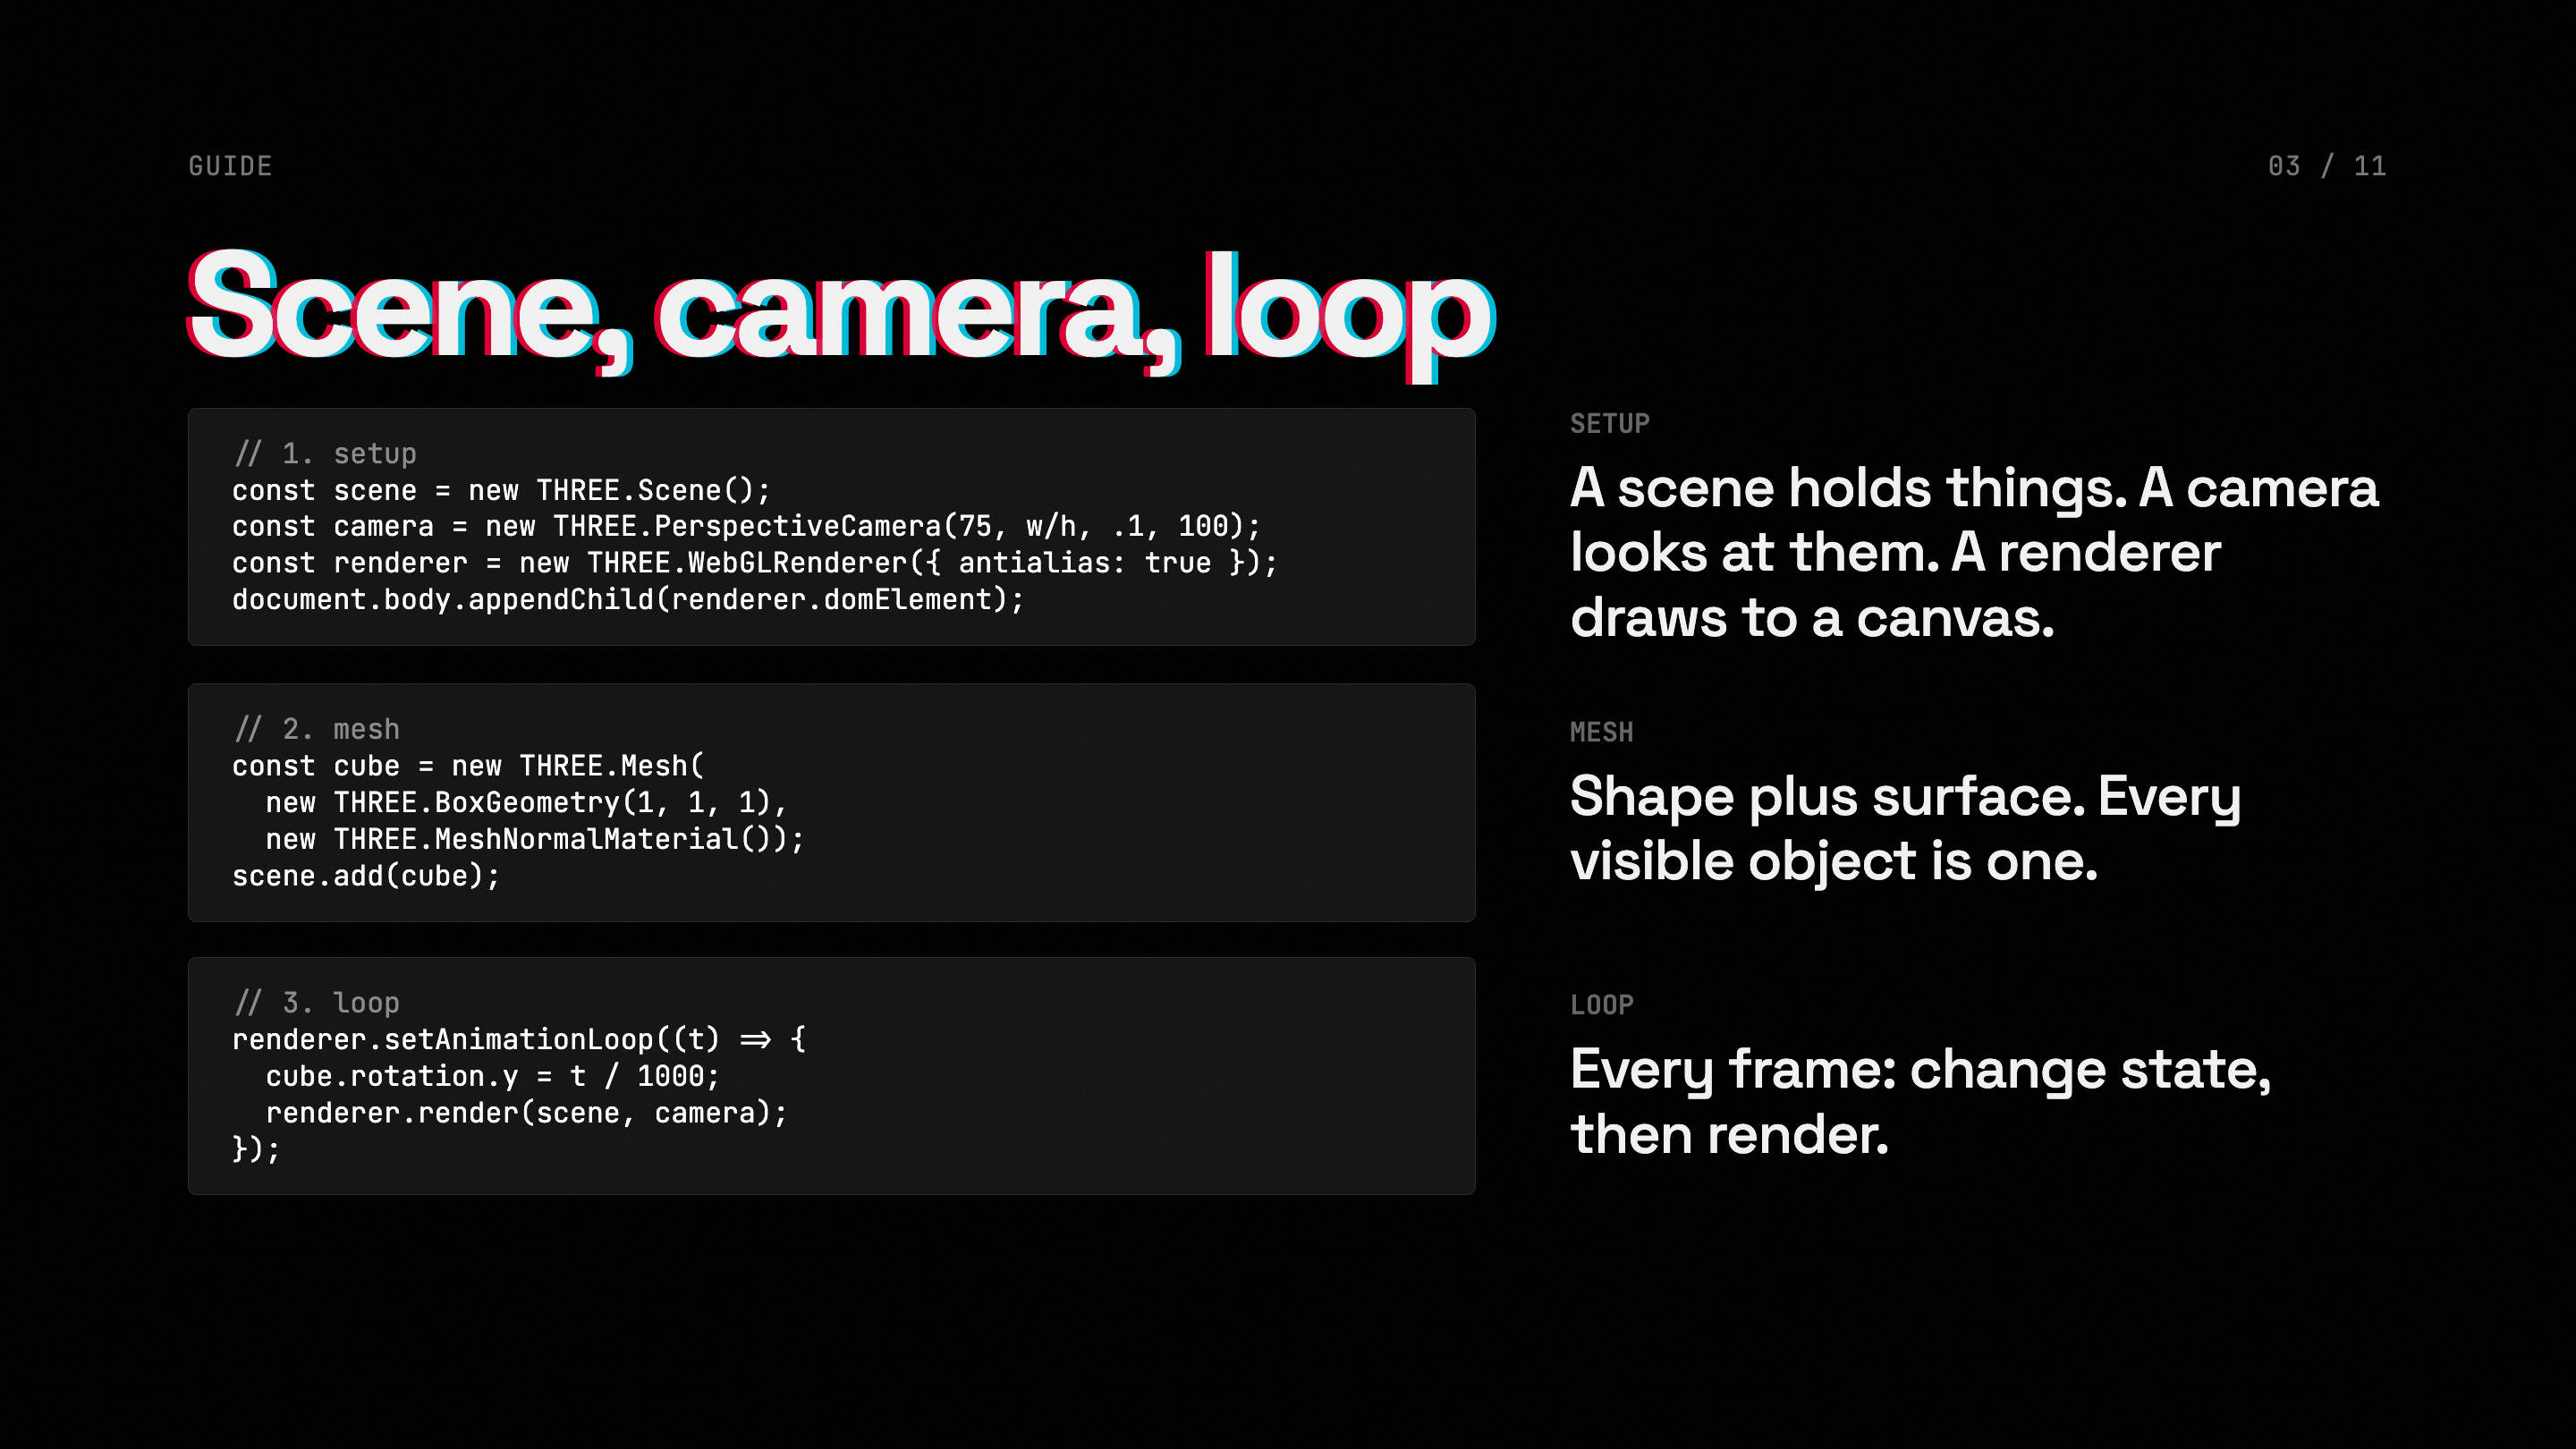 GUIDE
03 / 11
Scene, camera, loop
// 1. setup
const scene = new THREE.Scene();
const camera = new THREE.PerspectiveCamera(75, w/h, .1, 100);
const renderer = new THREE.WebGLRenderer({ antialias: true });
document.body.appendChild(renderer.domElement);
SETUP
A scene holds things. A camera
looks at them. A renderer
draws to a canvas.
// 2. mesh
const cube = new THREE.Mesh(
  new THREE.BoxGeometry(1, 1, 1),
  new THREE.MeshNormalMaterial());
scene.add(cube);
MESH
Shape plus surface. Every
visible object is one.
// 3. loop
renderer.setAnimationLoop((t) => {
  cube.rotation.y = t / 1000;
  renderer.render(scene, camera);
});
LOOP
Every frame: change state,
then render.